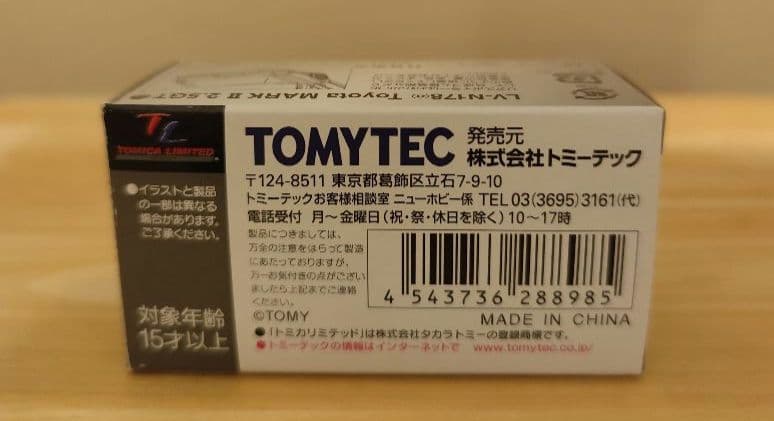 LV-N178(a) Toyota MARK II 2.5GT
TL
TOMICA LIMITED
●イラストと製品
の一部は異なる
場合があります。
ご了承ください。
対象年齢
15才以上
TOMYTEC 発売元
株式会社トミーテック
〒124-8511 東京都葛飾区立石7-9-10
トミーテックお客様相談室 ニューホビー係 TEL 03(3695)3161(代)
電話受付 月～金曜日(祝・祭・休日を除く)10～17時
製品につきましては、
万全の注意をはらって製造
にあたっておりますが、
万一お気付きの点がござい
ましたら上記までご連絡
ください。
4 543736 288985
©TOMY MADE IN CHINA
●「トミカリミテッド」は株式会社タカラトミーの登録商標です。
●トミーテックの情報はインターネットで www.tomytec.co.jp/